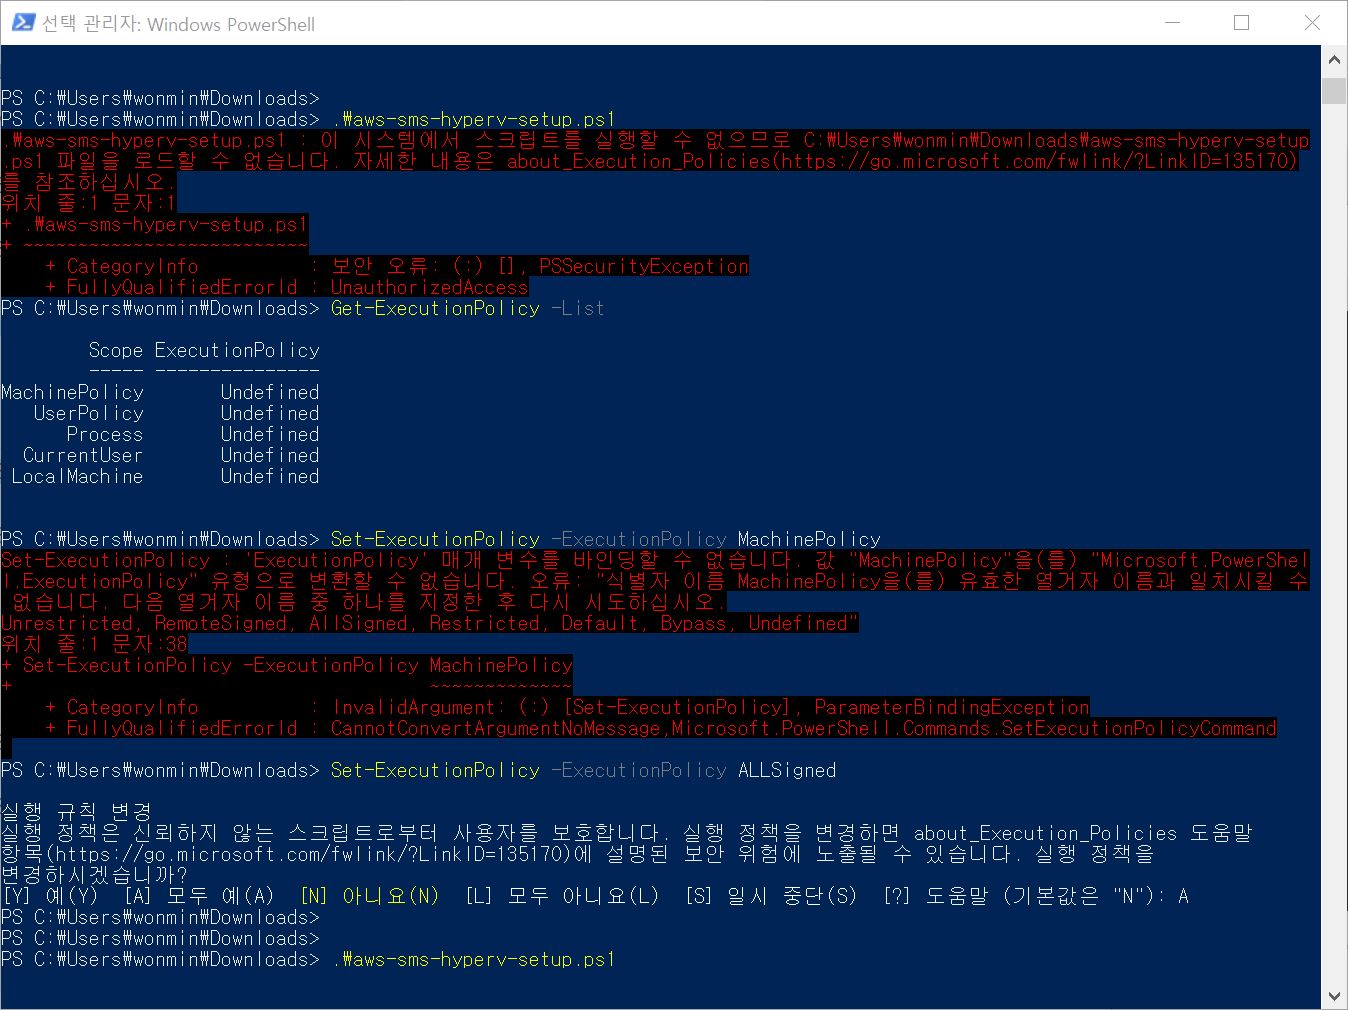 선택 관리자: Windows PowerShell
PS C:₩Users₩wonmin₩Downloads>
PS C:₩Users₩wonmin₩Downloads> .₩aws-sms-hyperv-setup.ps1
.₩aws-sms-hyperv-setup.ps1 : 이 시스템에서 스크립트를 실행할 수 없으므로 C:₩Users₩wonmin₩Downloads₩aws-sms-hyperv-setup
.ps1 파일을 로드할 수 없습니다. 자세한 내용은 about_Execution_Policies(https://go.microsoft.com/fwlink/?LinkID=135170)
를 참조하십시오.
위치 줄:1 문자:1
+ .₩aws-sms-hyperv-setup.ps1
+ ~~~~~~~~~~~~~~~~~~~~~~~~~~
    + CategoryInfo          : 보안 오류: (:) [], PSSecurityException
    + FullyQualifiedErrorId : UnauthorizedAccess
PS C:₩Users₩wonmin₩Downloads> Get-ExecutionPolicy -List
        Scope ExecutionPolicy
        ----- ---------------
MachinePolicy       Undefined
   UserPolicy       Undefined
      Process       Undefined
  CurrentUser       Undefined
 LocalMachine       Undefined
PS C:₩Users₩wonmin₩Downloads> Set-ExecutionPolicy -ExecutionPolicy MachinePolicy
Set-ExecutionPolicy : 'ExecutionPolicy' 매개 변수를 바인딩할 수 없습니다. 값 "MachinePolicy"을(를) "Microsoft.PowerShel
l.ExecutionPolicy" 유형으로 변환할 수 없습니다. 오류: "식별자 이름 MachinePolicy을(를) 유효한 열거자 이름과 일치시킬 수
 없습니다. 다음 열거자 이름 중 하나를 지정한 후 다시 시도하십시오.
Unrestricted, RemoteSigned, AllSigned, Restricted, Default, Bypass, Undefined"
위치 줄:1 문자:38
+ Set-ExecutionPolicy -ExecutionPolicy MachinePolicy
+                                      ~~~~~~~~~~~~~
    + CategoryInfo          : InvalidArgument: (:) [Set-ExecutionPolicy], ParameterBindingException
    + FullyQualifiedErrorId : CannotConvertArgumentNoMessage,Microsoft.PowerShell.Commands.SetExecutionPolicyCommand
PS C:₩Users₩wonmin₩Downloads> Set-ExecutionPolicy -ExecutionPolicy ALLSigned
실행 규칙 변경
실행 정책은 신뢰하지 않는 스크립트로부터 사용자를 보호합니다. 실행 정책을 변경하면 about_Execution_Policies 도움말
항목(https://go.microsoft.com/fwlink/?LinkID=135170)에 설명된 보안 위험에 노출될 수 있습니다. 실행 정책을
변경하시겠습니까?
[Y] 예(Y)  [A] 모두 예(A)  [N] 아니요(N)  [L] 모두 아니요(L)  [S] 일시 중단(S)  [?] 도움말 (기본값은 "N"): A
PS C:₩Users₩wonmin₩Downloads>
PS C:₩Users₩wonmin₩Downloads>
PS C:₩Users₩wonmin₩Downloads> .₩aws-sms-hyperv-setup.ps1